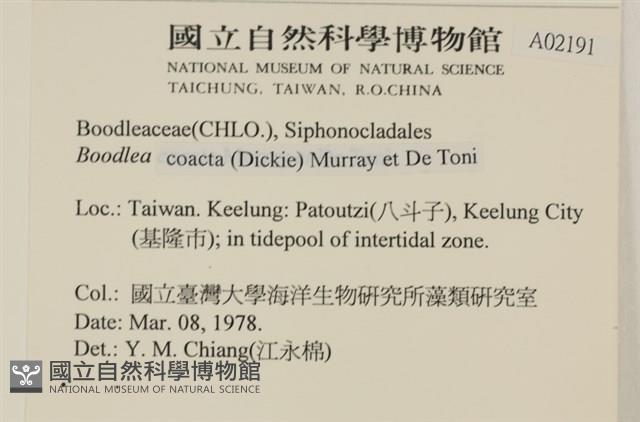 國立自然科學博物館
A02191
NATIONAL MUSEUM OF NATURAL SCIENCE
TAICHUNG, TAIWAN, R.O.CHINA
Boodleaceae(CHLO.), Siphonocladales
Boodlea coacta (Dickie) Murray et De Toni
Loc.: Taiwan. Keelung: Patoutzi(八斗子), Keelung City
(基隆市); in tidepool of intertidal zone.
Col.: 國立臺灣大學海洋生物研究所藻類研究室
Date: Mar. 08, 1978.
Det.: Y. M. Chiang(江永棉)
國立自然科學博物館
NATIONAL MUSEUM OF NATURAL SCIENCE